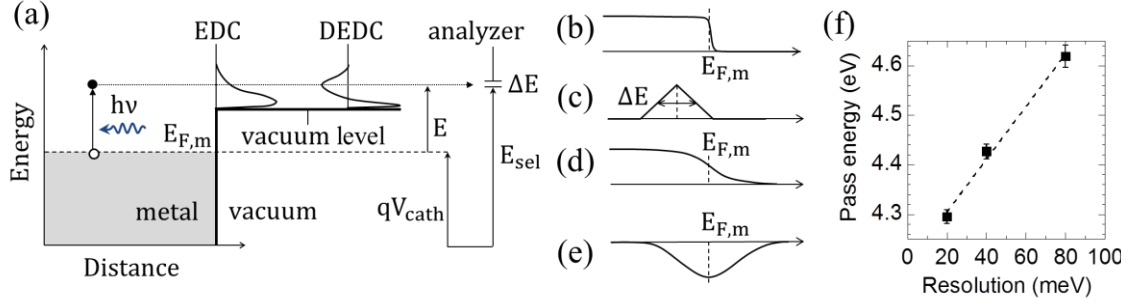 (a)
EDC
DEDC
analyzer
ΔE
hν
E_F,m
vacuum level
E
E_sel
Energy
metal
vacuum
qV_cath
Distance
(b)
E_F,m
(c)
ΔE
(d)
E_F,m
(e)
E_F,m
(f)
Pass energy (eV)
4.6
4.5
4.4
4.3
0 20 40 60 80 100
Resolution (meV)